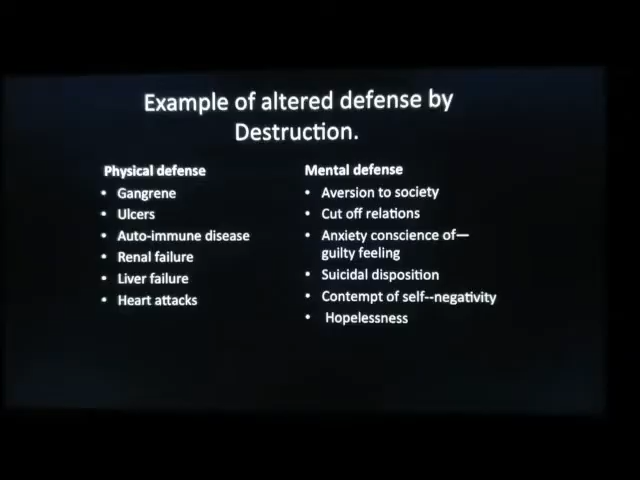 Example of altered defense by
Destruction.
Physical defense
• Gangrene
• Ulcers
• Auto-immune disease
• Renal failure
• Liver failure
• Heart attacks
Mental defense
• Aversion to society
• Cut off relations
• Anxiety conscience of—
guilty feeling
• Suicidal disposition
• Contempt of self--negativity
• Hopelessness